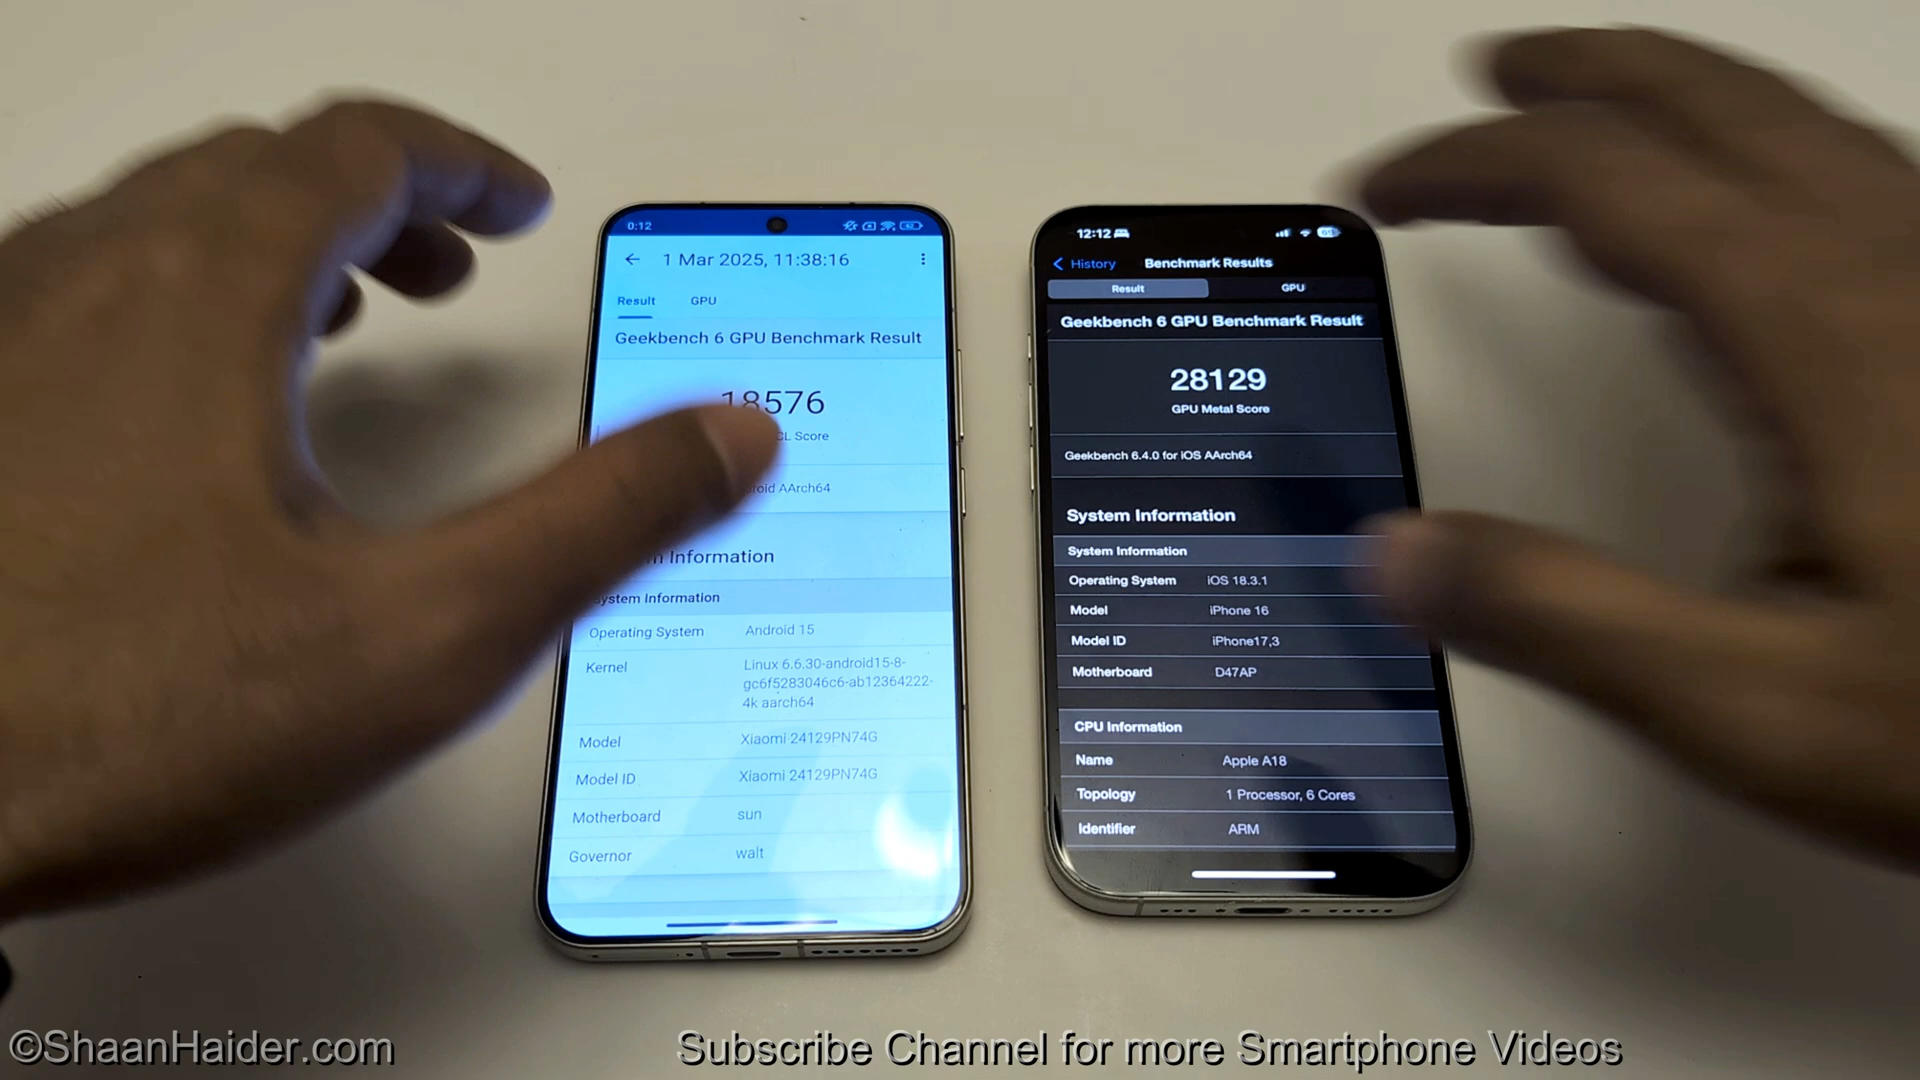 0:12
1 Mar 2025, 11:38:16
Result GPU
Geekbench 6 GPU Benchmark Result
18576
CL Score
AArch64
Information
System Information
Operating System Android 15
Kernel Linux 6.6.30-android15-8-
gc6f5283046c6-ab12364222-
4k aarch64
Model Xiaomi 24129PN74G
Model ID Xiaomi 24129PN74G
Motherboard sun
Governor walt
12:12
History Benchmark Results
Result GPU
Geekbench 6 GPU Benchmark Result
28129
GPU Metal Score
Geekbench 6.4.0 for iOS AArch64
System Information
System Information
Operating System iOS 18.3.1
Model iPhone 16
Model ID iPhone17,3
Motherboard D47AP
CPU Information
Name Apple A18
Topology 1 Processor, 6 Cores
Identifier ARM
©ShaanHaider.com
Subscribe Channel for more Smartphone Videos